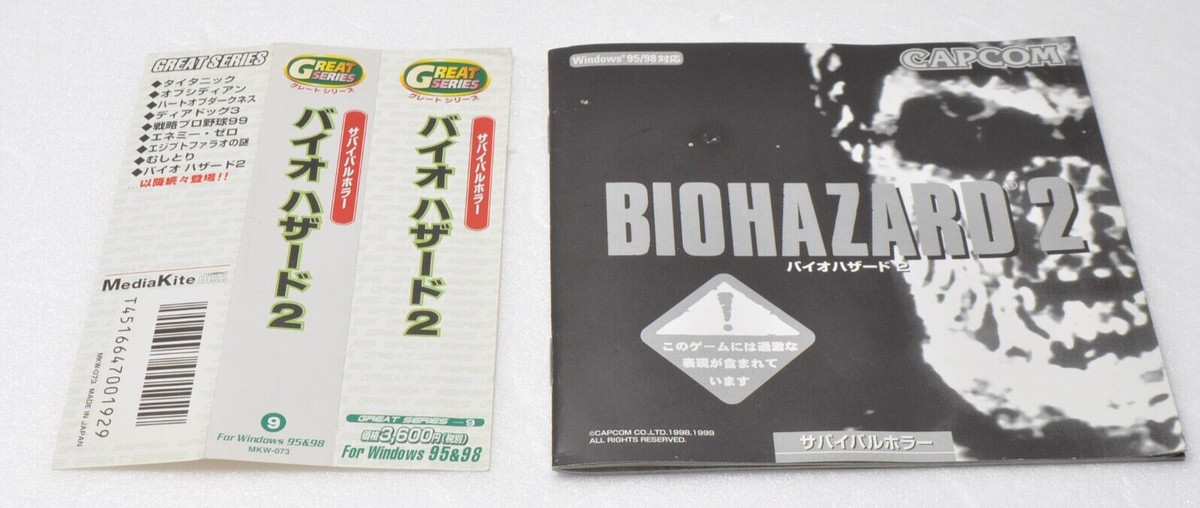 GREAT SERIES
◆タイタニック
◆オブシディアン
◆ハートオブダークネス
◆ディアドッグ3
◆戦略プロ野球99
◆エネミー・ゼロ
◆エジプトファラオの謎
◆むしとり
◆バイオ ハザード2
…以降続々登場!!
MediaKite
T4516647001929
MKW-073 MADE IN JAPAN
GREAT SERIES
グレート シリーズ
サバイバルホラー
バイオ ハザード2
9
For Windows 95&98
MKW-073
GREAT SERIES
グレート シリーズ
サバイバルホラー
バイオ ハザード2
GREAT SERIES —9
価格3,600円(税別)
For Windows 95&98
Windows®95/98対応
CAPCOM
BIOHAZARD® 2
バイオハザード 2
!
このゲームには過激な
表現が含まれて
います
©CAPCOM CO.,LTD.1998,1999
ALL RIGHTS RESERVED.
サバイバルホラー